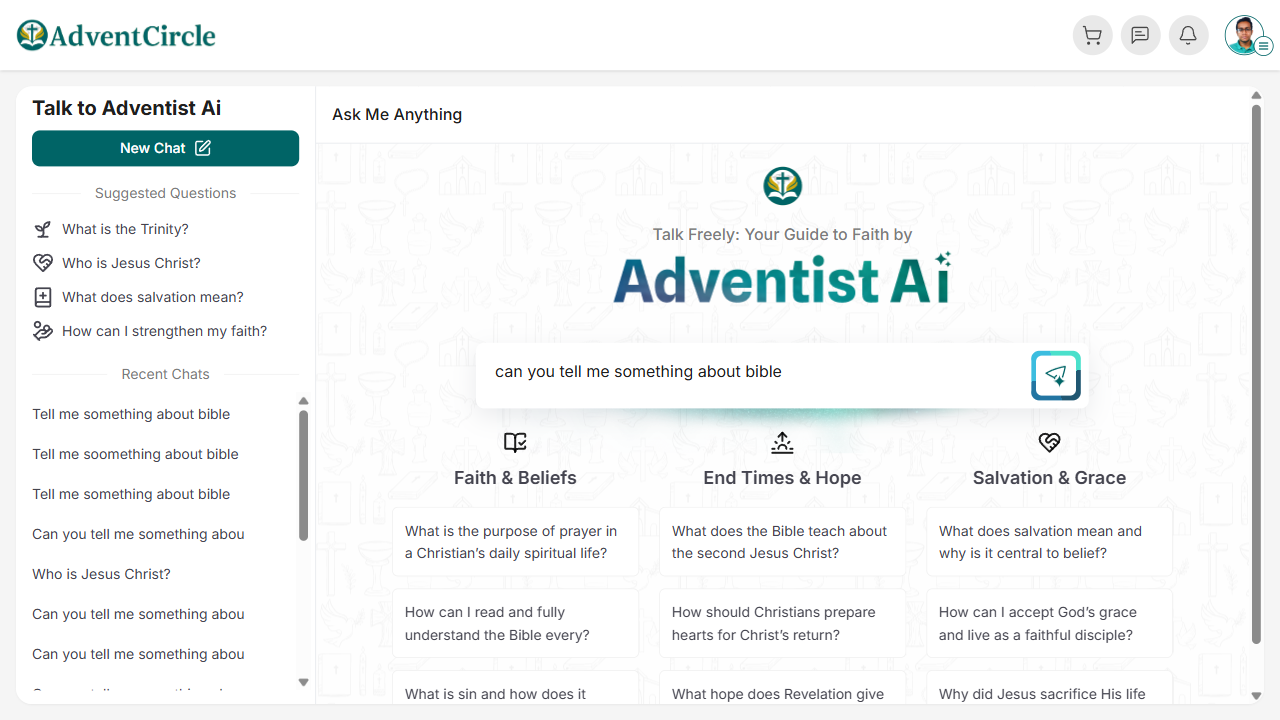 AdventCircle
Talk to Adventist Ai
New Chat
Suggested Questions
What is the Trinity?
Who is Jesus Christ?
What does salvation mean?
How can I strengthen my faith?
Recent Chats
Tell me something about bible
Tell me soomething about bible
Tell me something about bible
Can you tell me something abou
Who is Jesus Christ?
Can you tell me something abou
Can you tell me something abou
Ask Me Anything
Talk Freely: Your Guide to Faith by
Adventist Ai
can you tell me something about bible
Faith & Beliefs
What is the purpose of prayer in
a Christian’s daily spiritual life?
How can I read and fully
understand the Bible every?
What is sin and how does it
End Times & Hope
What does the Bible teach about
the second Jesus Christ?
How should Christians prepare
hearts for Christ’s return?
What hope does Revelation give
Salvation & Grace
What does salvation mean and
why is it central to belief?
How can I accept God’s grace
and live as a faithful disciple?
Why did Jesus sacrifice His life